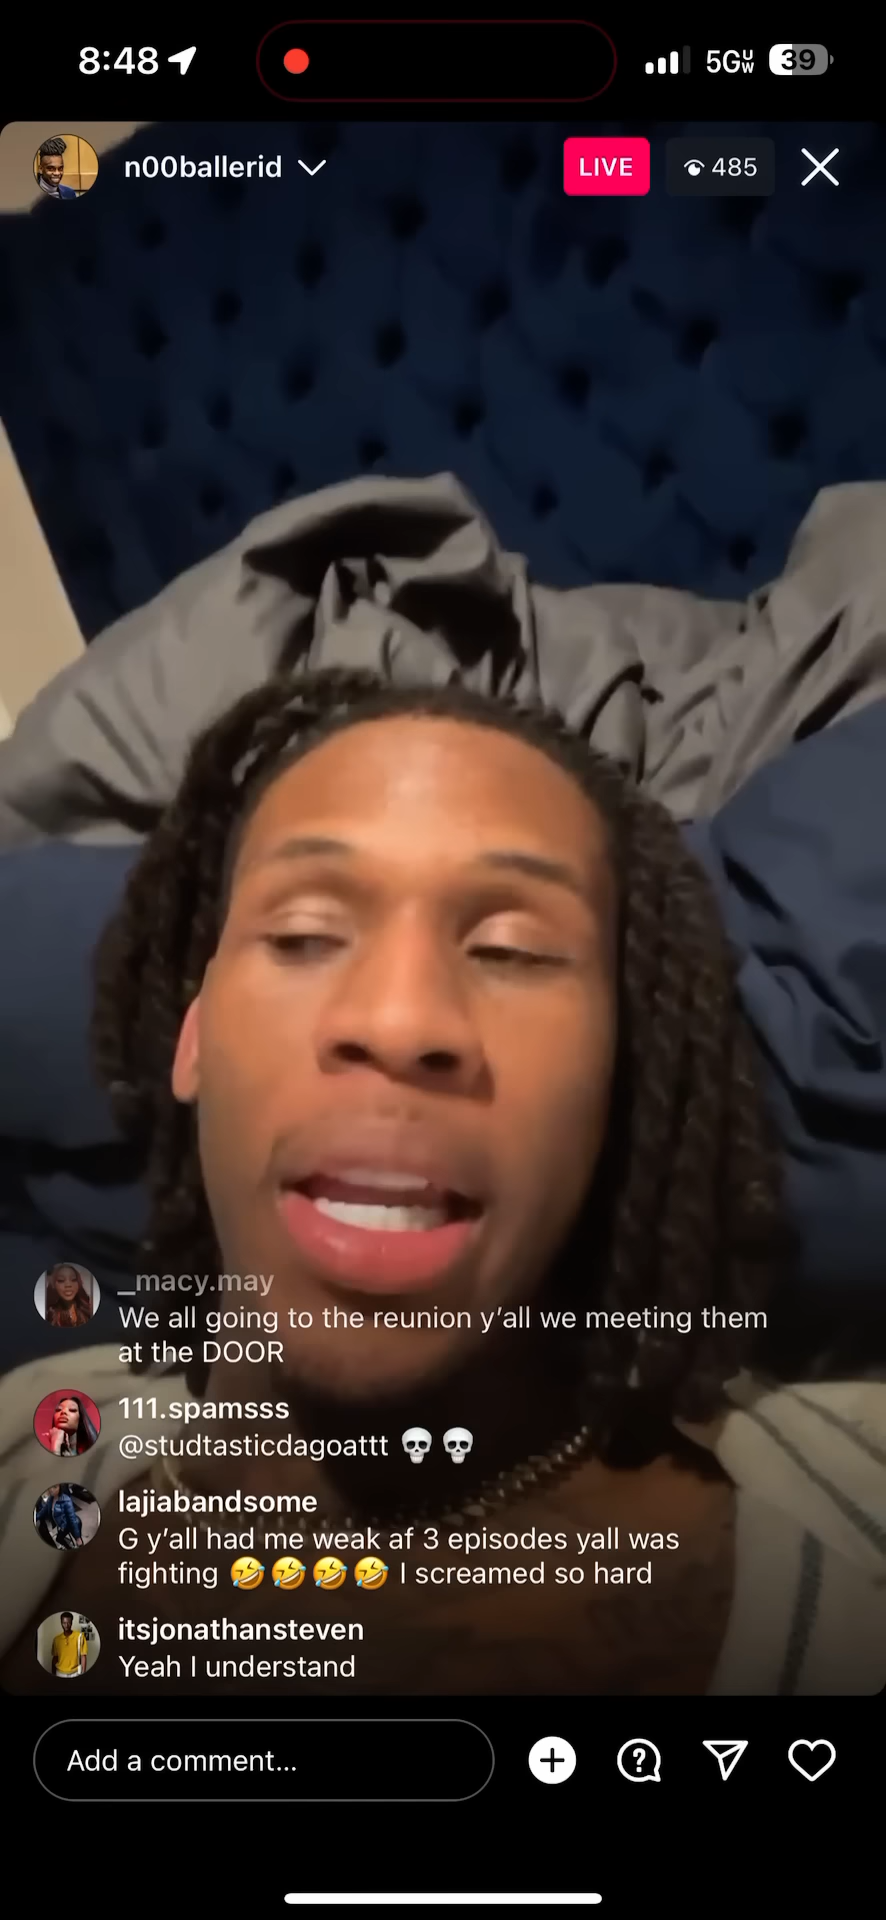 8:48
5GUW
39
n00ballerid
LIVE
485
_macy.may
We all going to the reunion y’all we meeting them
at the DOOR
111.spamsss
@studtasticdagoattt 💀💀
lajiabandsome
G y’all had me weak af 3 episodes yall was
fighting 🤣🤣🤣🤣 I screamed so hard
itsjonathansteven
Yeah I understand
Add a comment...